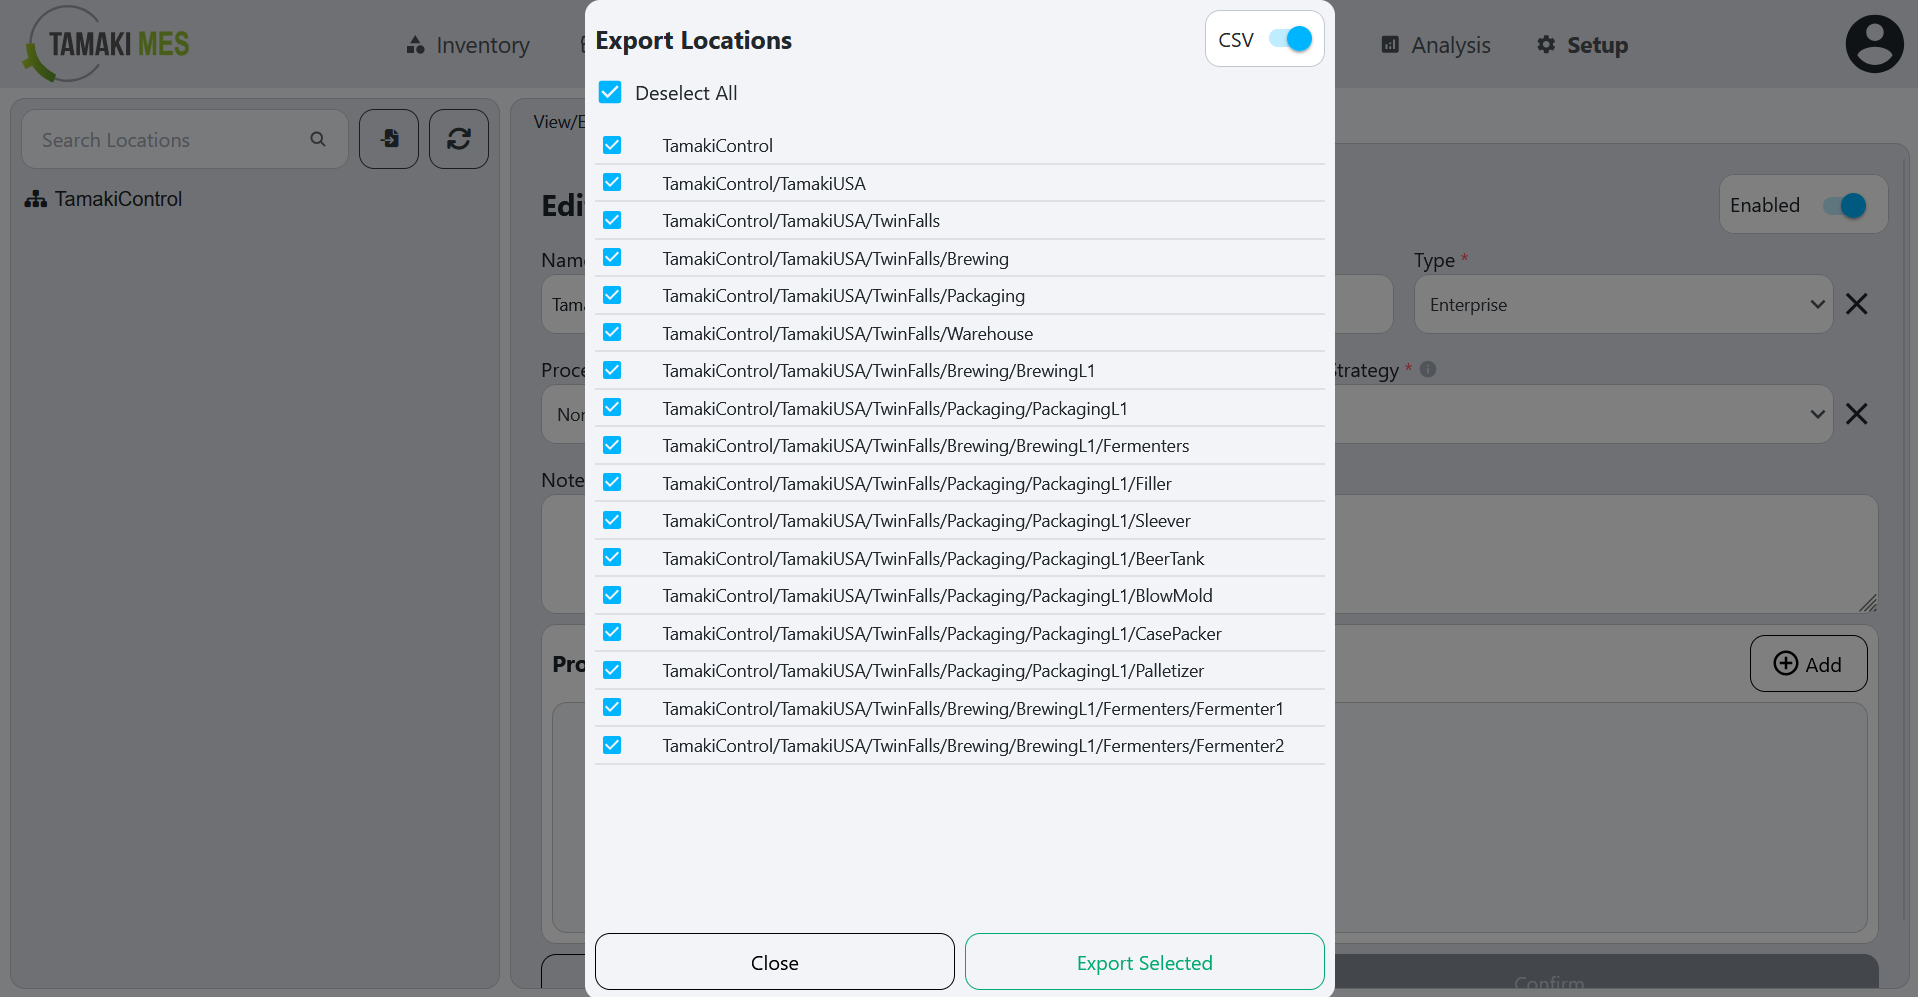 TAMAKI MES
Inventory
Analysis
Setup
Export Locations
CSV
Deselect All
TamakiControl
TamakiControl/TamakiUSA
TamakiControl/TamakiUSA/TwinFalls
TamakiControl/TamakiUSA/TwinFalls/Brewing
TamakiControl/TamakiUSA/TwinFalls/Packaging
TamakiControl/TamakiUSA/TwinFalls/Warehouse
TamakiControl/TamakiUSA/TwinFalls/Brewing/BrewingL1
TamakiControl/TamakiUSA/TwinFalls/Packaging/PackagingL1
TamakiControl/TamakiUSA/TwinFalls/Brewing/BrewingL1/Fermenters
TamakiControl/TamakiUSA/TwinFalls/Packaging/PackagingL1/Filler
TamakiControl/TamakiUSA/TwinFalls/Packaging/PackagingL1/Sleever
TamakiControl/TamakiUSA/TwinFalls/Packaging/PackagingL1/BeerTank
TamakiControl/TamakiUSA/TwinFalls/Packaging/PackagingL1/BlowMold
TamakiControl/TamakiUSA/TwinFalls/Packaging/PackagingL1/CasePacker
TamakiControl/TamakiUSA/TwinFalls/Packaging/PackagingL1/Palletizer
TamakiControl/TamakiUSA/TwinFalls/Brewing/BrewingL1/Fermenters/Fermenter1
TamakiControl/TamakiUSA/TwinFalls/Brewing/BrewingL1/Fermenters/Fermenter2
Close
Export Selected
Search Locations
TamakiControl
View/E
Edi
Enabled
Name
Type *
Tam
Enterprise
Proce
Strategy *
Nor
Note
Pro
Add
Confirm